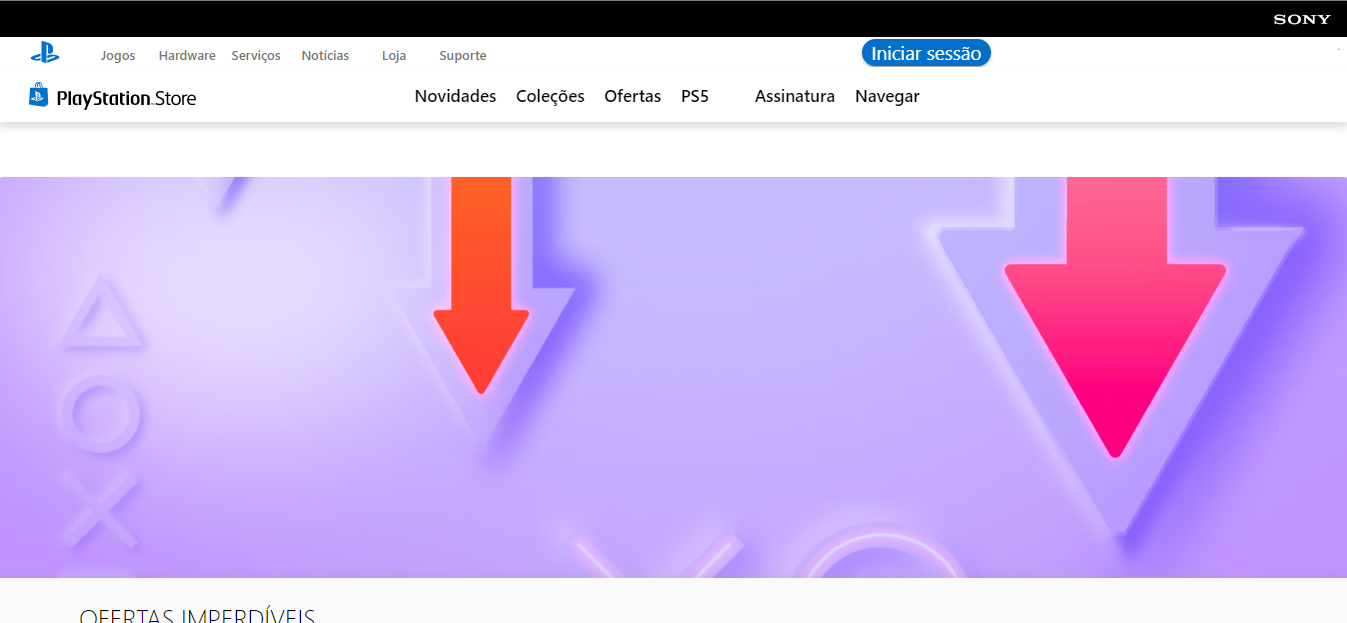 SONY
Jogos Hardware Serviços Notícias Loja Suporte Iniciar sessão
PlayStation Store Novidades Coleções Ofertas PS5 Assinatura Navegar
OFERTAS IMPERDÍVEIS